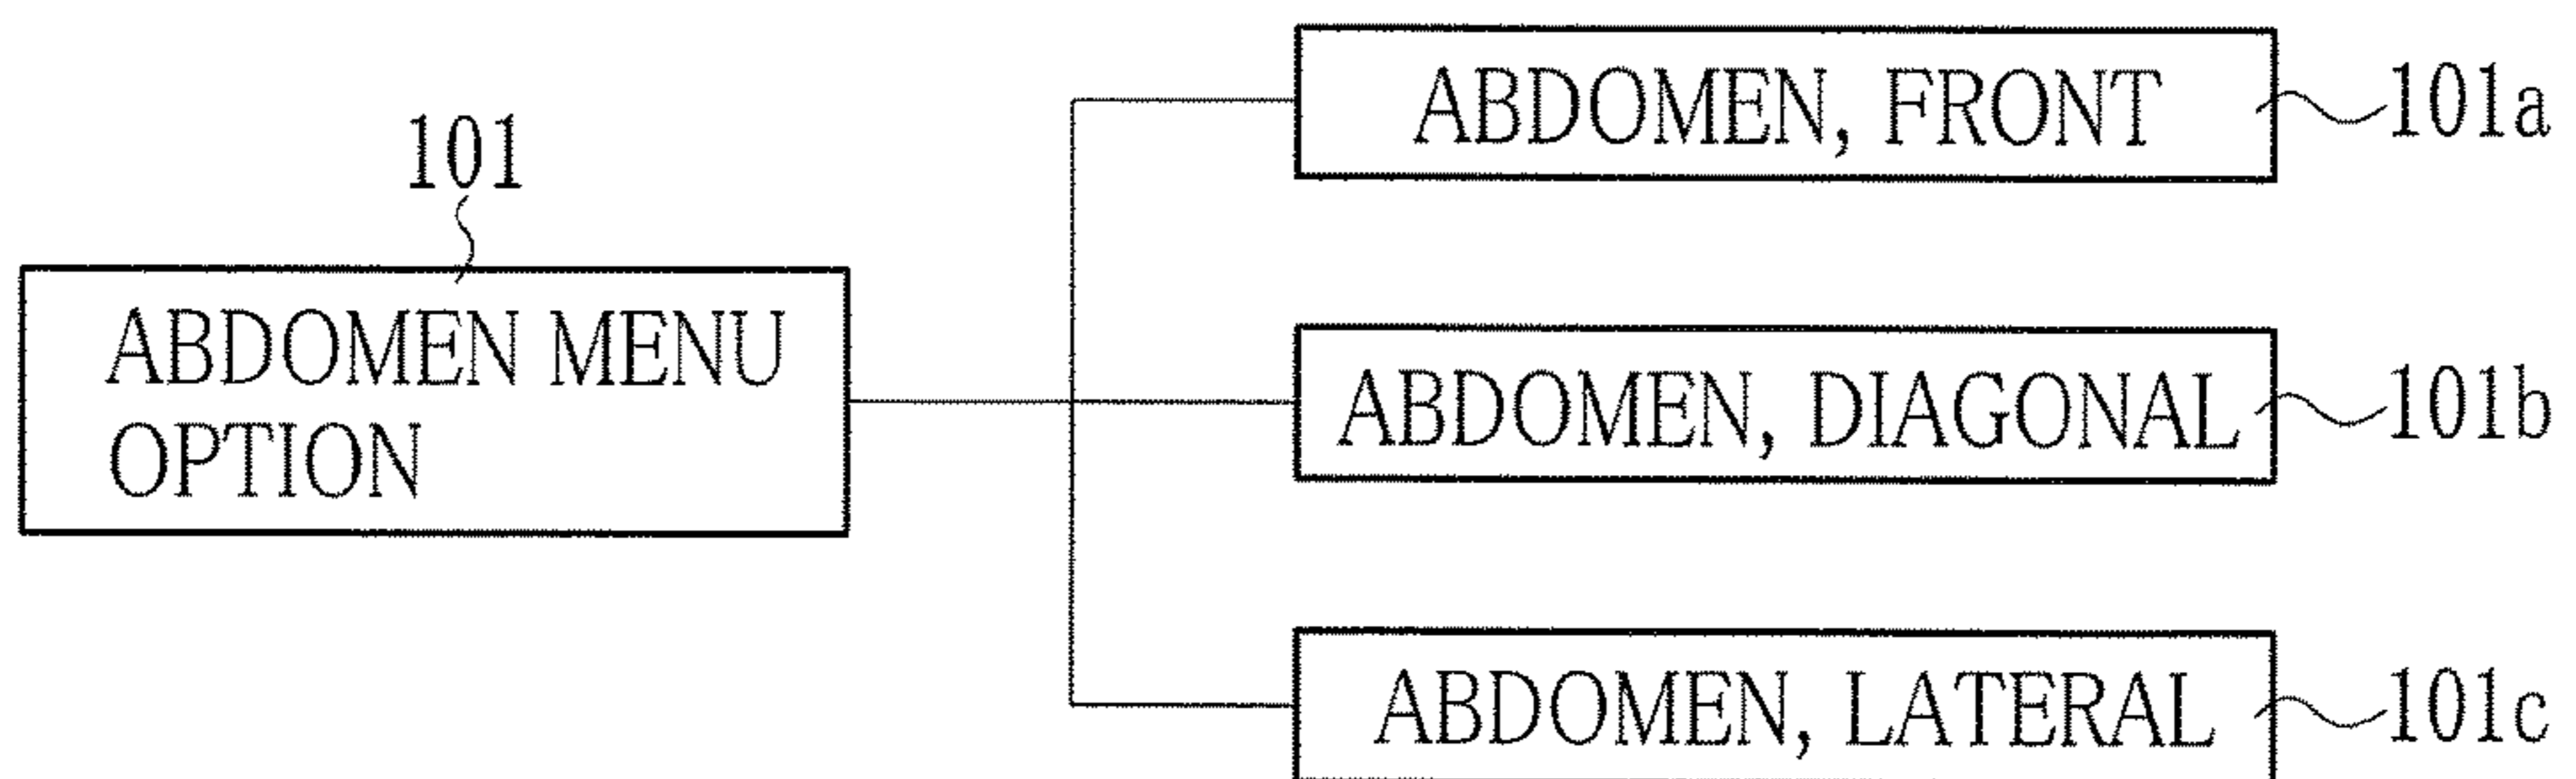 101
ABDOMEN MENU
OPTION
ABDOMEN, FRONT
101a
ABDOMEN, DIAGONAL
101b
ABDOMEN, LATERAL
101c